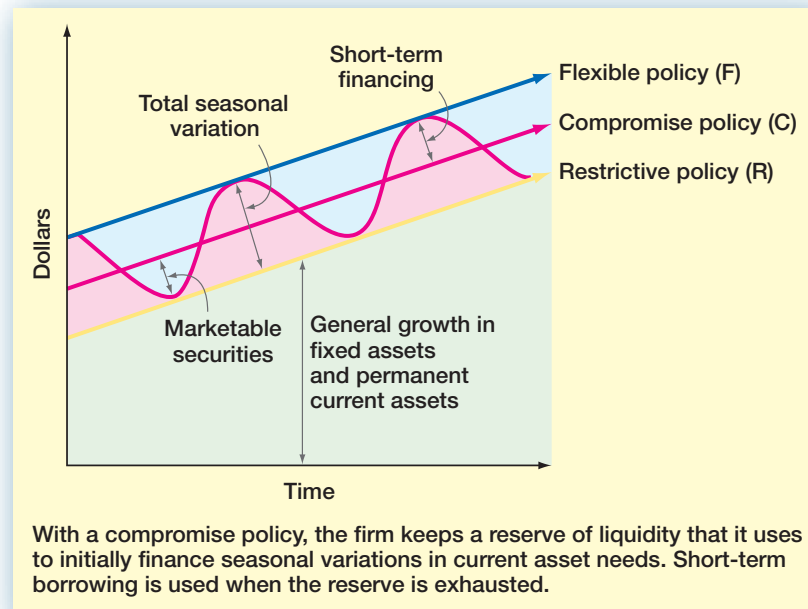 Short-term
financing
Total seasonal
variation
Flexible policy (F)
Compromise policy (C)
Restrictive policy (R)
Dollars
Marketable
securities
General growth in
fixed assets
and permanent
current assets
Time
With a compromise policy, the firm keeps a reserve of liquidity that it uses
to initially finance seasonal variations in current asset needs. Short-term
borrowing is used when the reserve is exhausted.